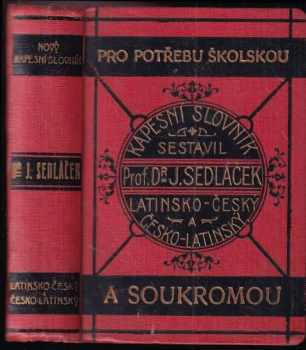 NOVÝ
KAPESNÍ SLOVNÍK
DR J. SEDLÁČEK
LATINSKO-ČESKÝ
A
ČESKO-LATINSKÝ
PRO POTŘEBU ŠKOLSKOU
KAPESNÍ SLOVNÍK
SESTAVIL
Prof. DR J. SEDLÁČEK
LATINSKO-ČESKÝ
A
ČESKO-LATINSKÝ
A SOUKROMOU